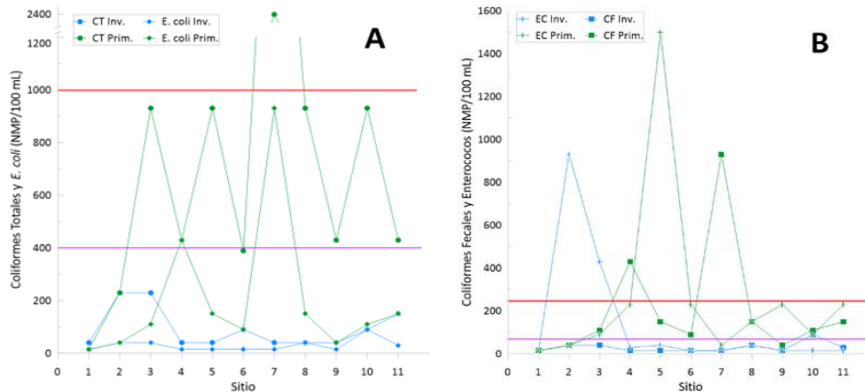 A
CT Inv.
E. coli Inv.
CT Prim.
E. coli Prim.
Coliformes Totales y E. coli (NMP/100 mL)
2400
1200
1000
800
600
400
200
0
0 1 2 3 4 5 6 7 8 9 10 11
Sitio
B
EC Inv.
CF Inv.
EC Prim.
CF Prim.
Coliformes Fecales y Enterococos (NMP/100 mL)
1600
1400
1200
1000
800
600
400
200
0
0 1 2 3 4 5 6 7 8 9 10 11
Sitio